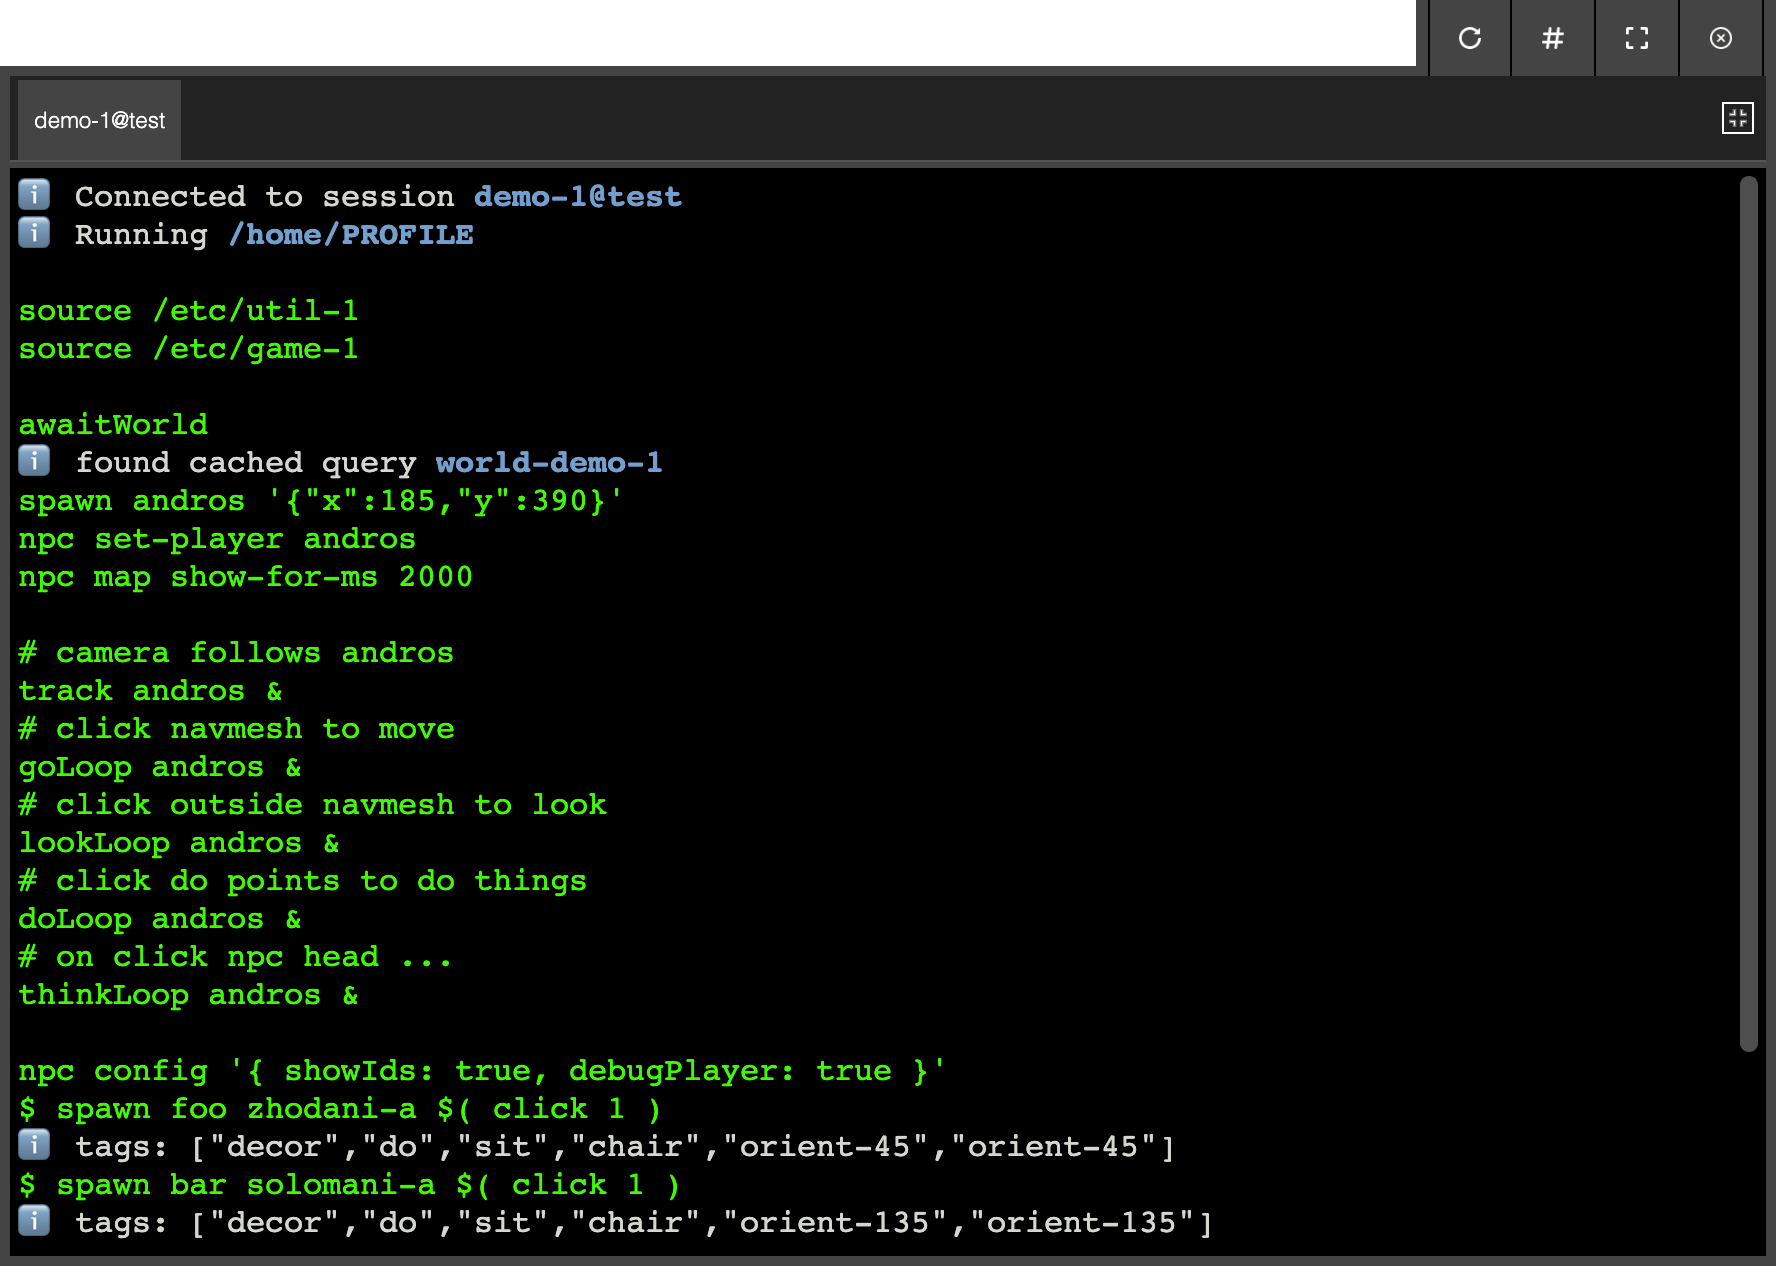 demo-1@test
Connected to session demo-1@test
Running /home/PROFILE
source /etc/util-1
source /etc/game-1
awaitWorld
found cached query world-demo-1
spawn andros '{"x":185,"y":390}'
npc set-player andros
npc map show-for-ms 2000
# camera follows andros
track andros &
# click navmesh to move
goLoop andros &
# click outside navmesh to look
lookLoop andros &
# click do points to do things
doLoop andros &
# on click npc head ...
thinkLoop andros &
npc config '{ showIds: true, debugPlayer: true }'
$ spawn foo zhodani-a $( click 1 )
tags: ["decor","do","sit","chair","orient-45","orient-45"]
$ spawn bar solomani-a $( click 1 )
tags: ["decor","do","sit","chair","orient-135","orient-135"]